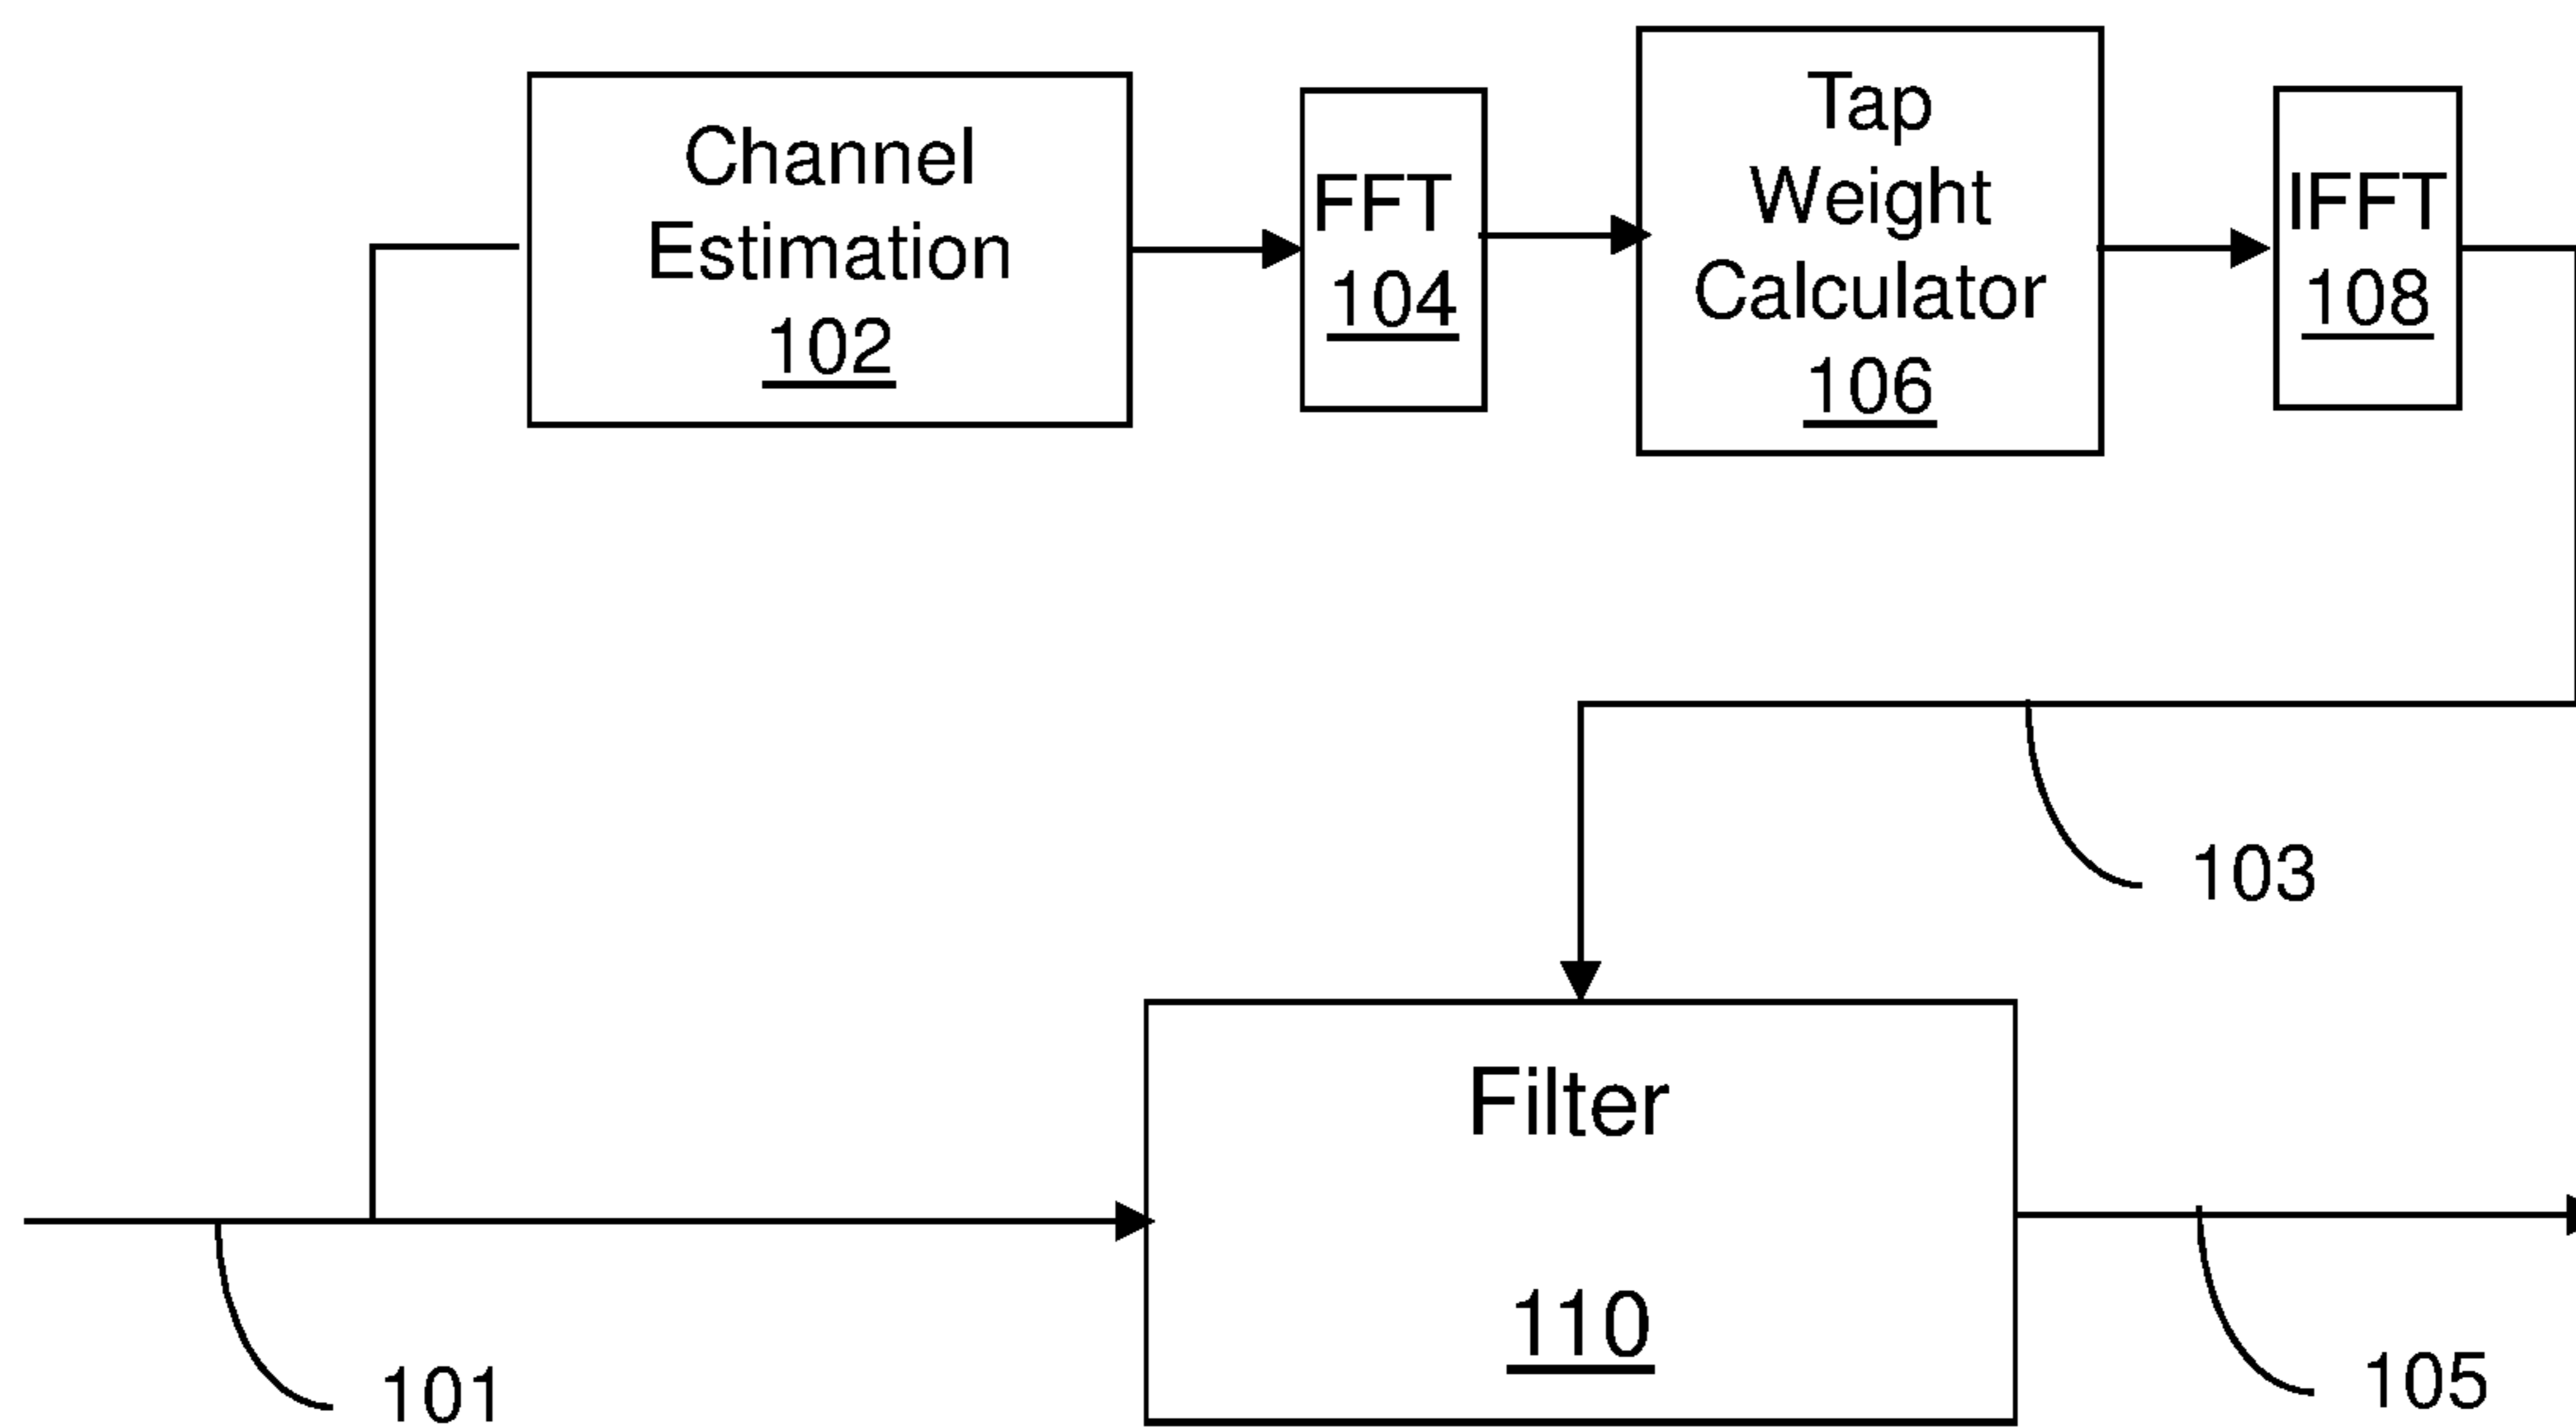 Channel
Estimation
102
FFT
104
Tap
Weight
Calculator
106
IFFT
108
103
Filter
110
101
105